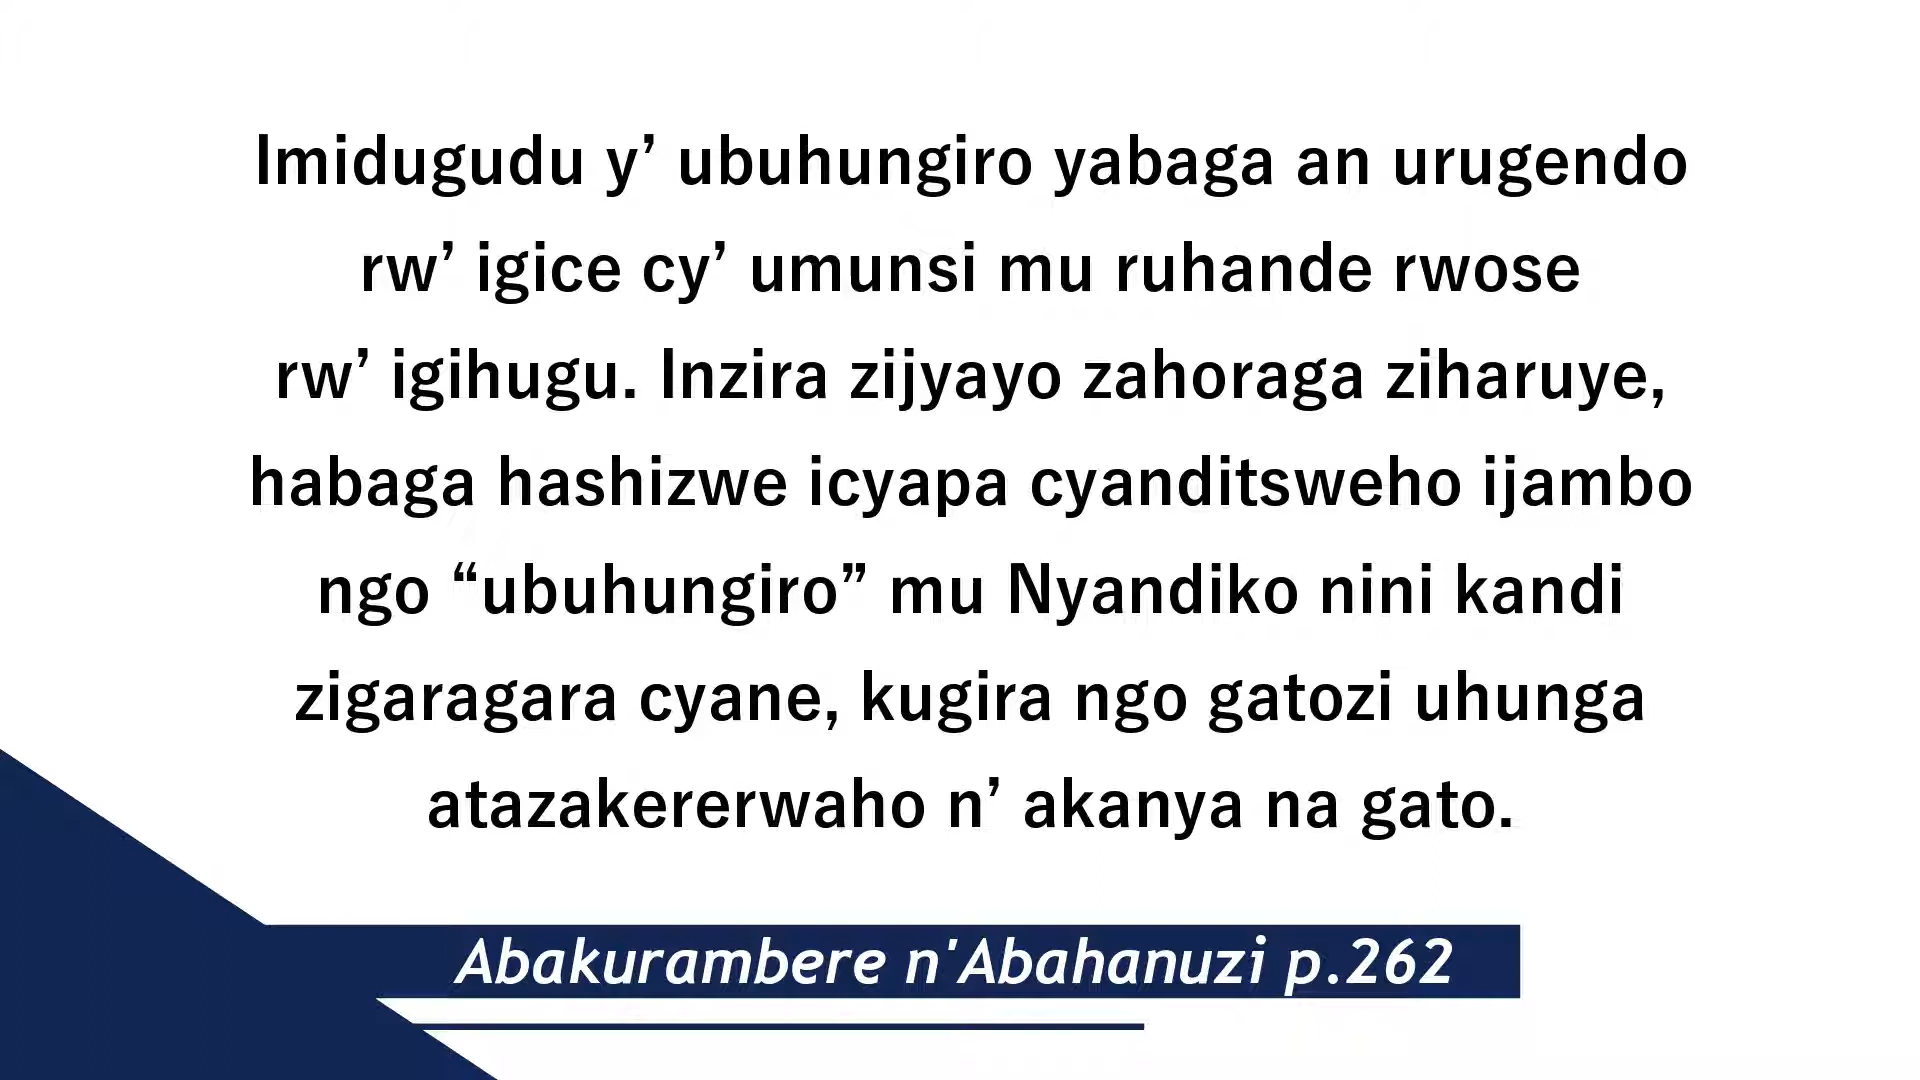 Imidugudu y’ ubuhungiro yabaga an urugendo
rw’ igice cy’ umunsi mu ruhande rwose
rw’ igihugu. Inzira zijyayo zahoraga ziharuye,
habaga hashizwe icyapa cyanditsweho ijambo
ngo “ubuhungiro” mu Nyandiko nini kandi
zigaragara cyane, kugira ngo gatozi uhunga
atazakererwaho n’ akanya na gato.
Abakurambere n'Abahanuzi p.262